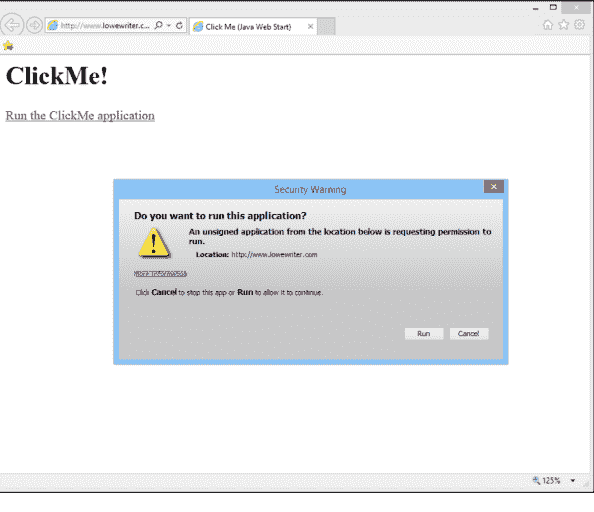 http://www.lowewriter.c...
Click Me (Java Web Start)
ClickMe!
Run the ClickMe application
Security Warning
Do you want to run this application?
An unsigned application from the location below is requesting permission to
run.
Location: http://www.lowewriter.com
More Information
Click Cancel to stop this app or Run to allow it to continue.
Run Cancel
125%